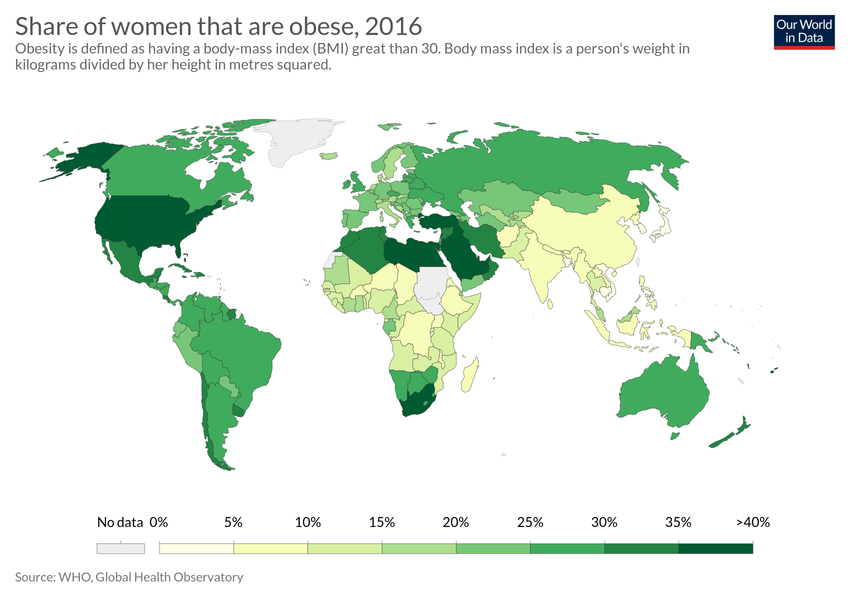 Share of women that are obese, 2016
Our World
in Data
Obesity is defined as having a body-mass index (BMI) great than 30. Body mass index is a person's weight in
kilograms divided by her height in metres squared.
No data 0% 5% 10% 15% 20% 25% 30% 35% >40%
Source: WHO, Global Health Observatory